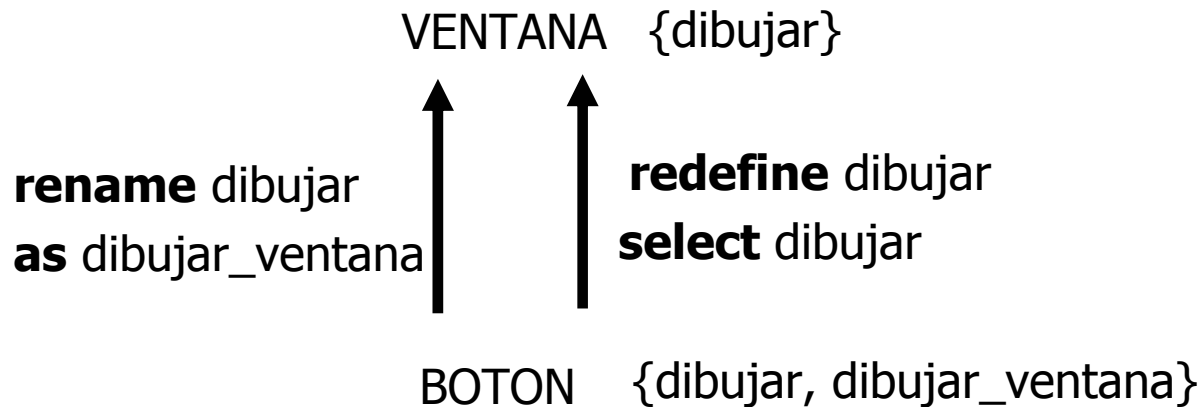 VENTANA {dibujar}
rename dibujar
as dibujar_ventana
redefine dibujar
select dibujar
BOTON {dibujar, dibujar_ventana}